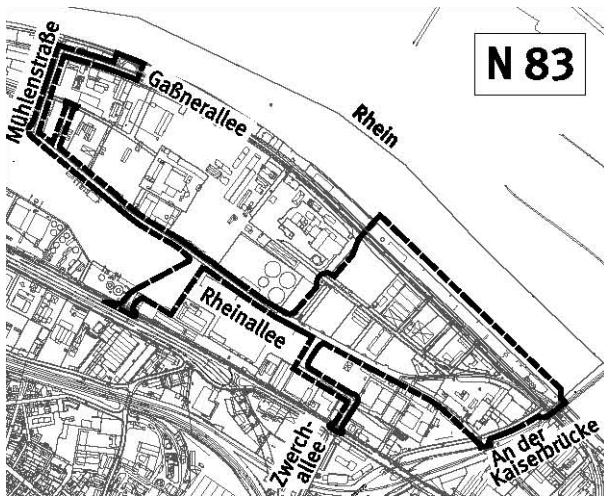 N 83
Mühlenstraße
Gaßnerallee
Rhein
Rheinallee
Zwerch-
allee
An der
Kaiserbrücke